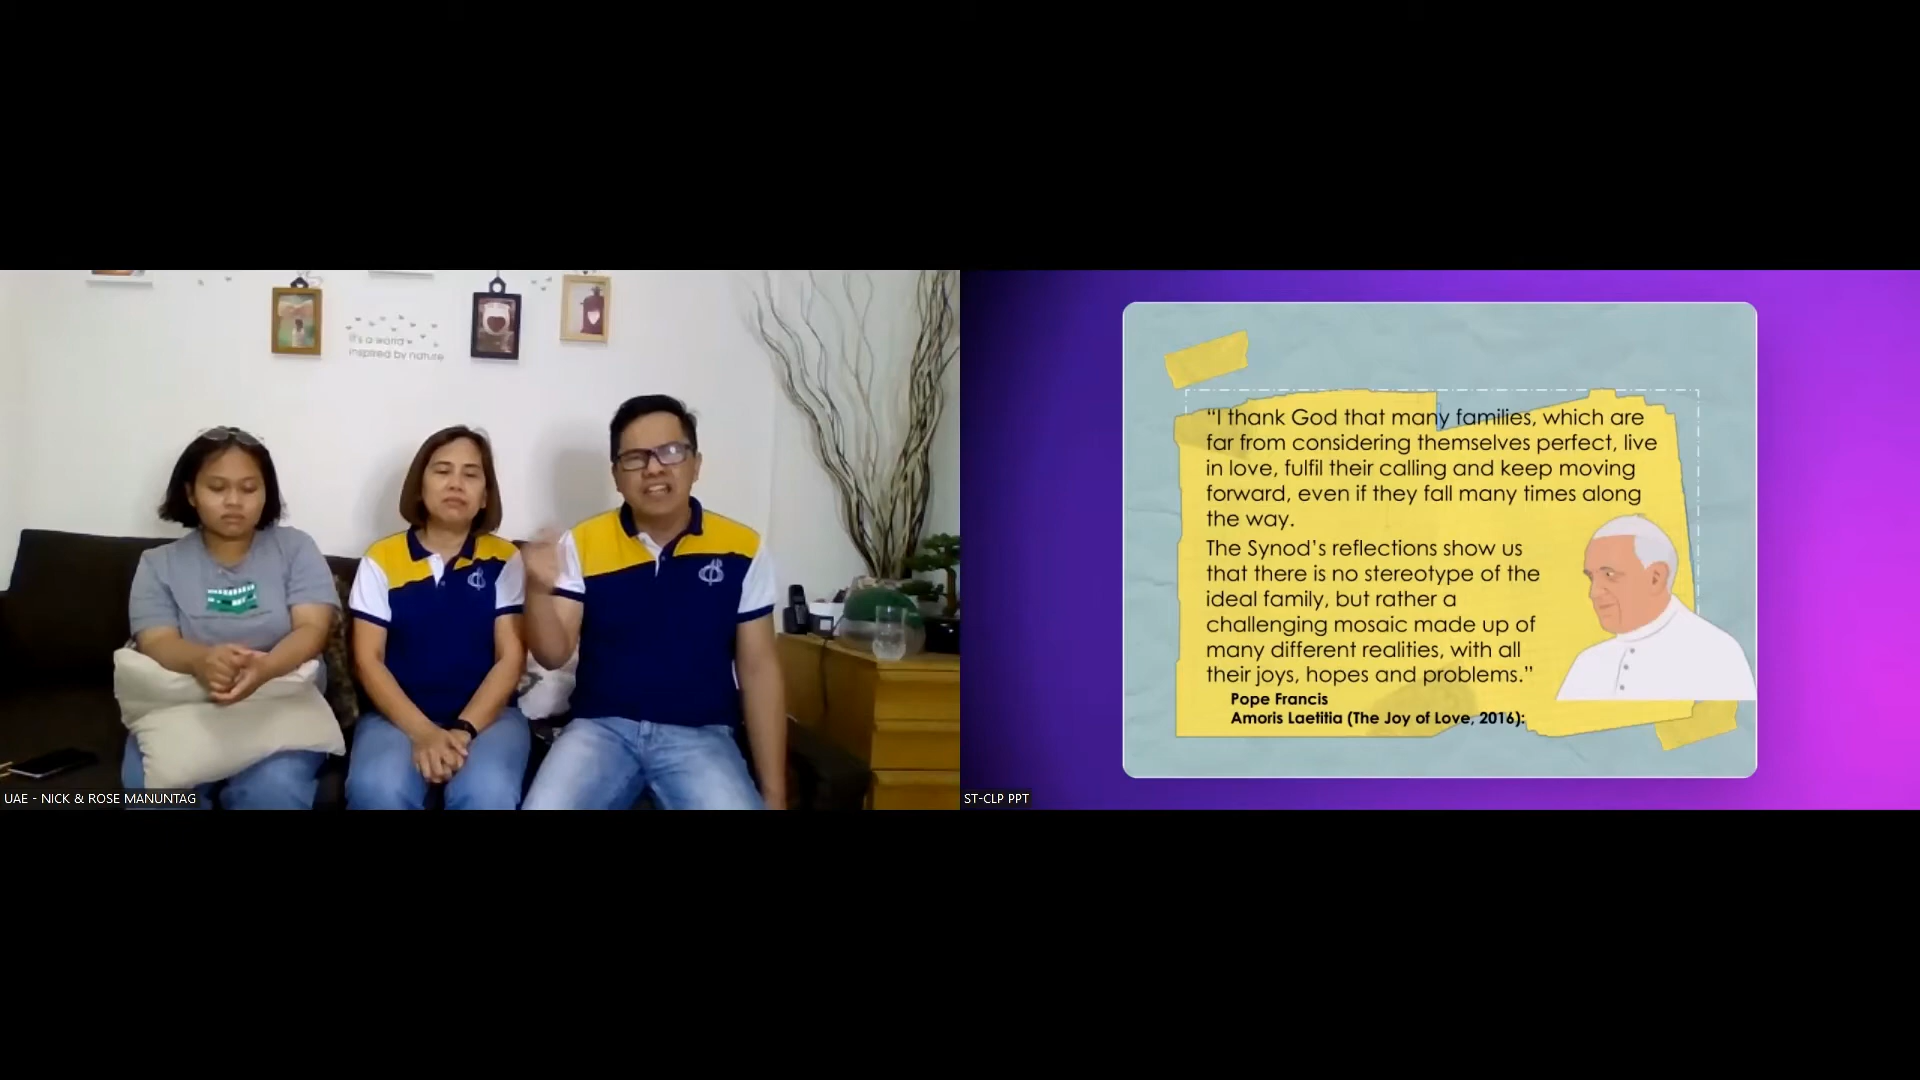 It's a world
inspired by nature
UAE - NICK & ROSE MANUNTAG
“I thank God that many families, which are
far from considering themselves perfect, live
in love, fulfil their calling and keep moving
forward, even if they fall many times along
the way.
The Synod’s reflections show us
that there is no stereotype of the
ideal family, but rather a
challenging mosaic made up of
many different realities, with all
their joys, hopes and problems.”
Pope Francis
Amoris Laetitia (The Joy of Love, 2016):
ST-CLP PPT